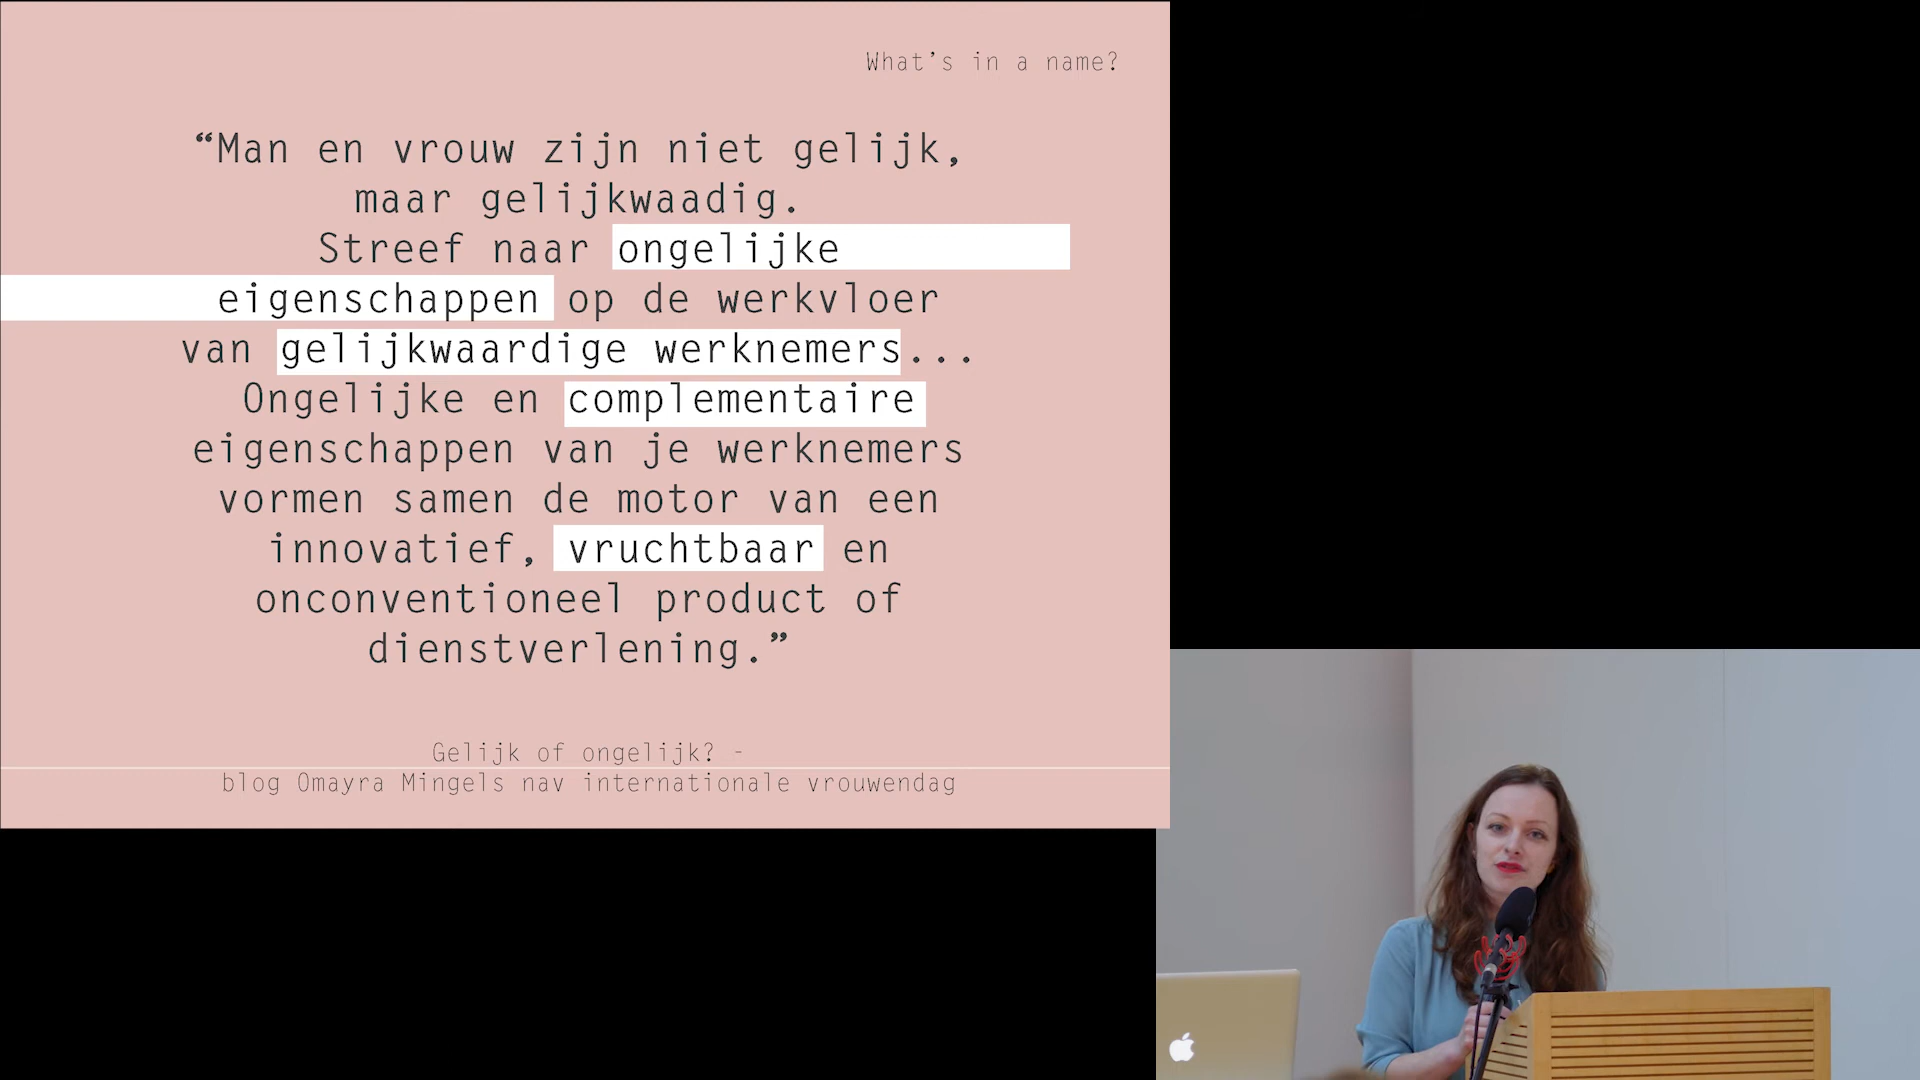 What's in a name?
“Man en vrouw zijn niet gelijk,
maar gelijkwaadig.
Streef naar ongelijke
eigenschappen op de werkvloer
van gelijkwaardige werknemers...
Ongelijke en complementaire
eigenschappen van je werknemers
vormen samen de motor van een
innovatief, vruchtbaar en
onconventioneel product of
dienstverlening.”
Gelijk of ongelijk? -
blog Omayra Mingels nav internationale vrouwendag